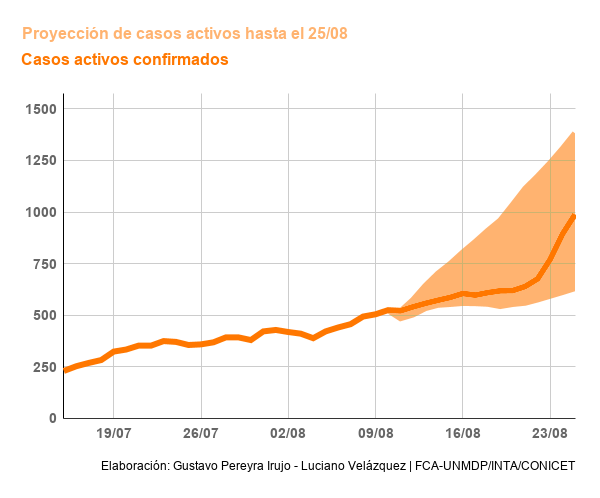 Proyección de casos activos hasta el 25/08
Casos activos confirmados
1500
1250
1000
750
500
250
0
19/07 26/07 02/08 09/08 16/08 23/08
Elaboración: Gustavo Pereyra Irujo - Luciano Velázquez | FCA-UNMDP/INTA/CONICET